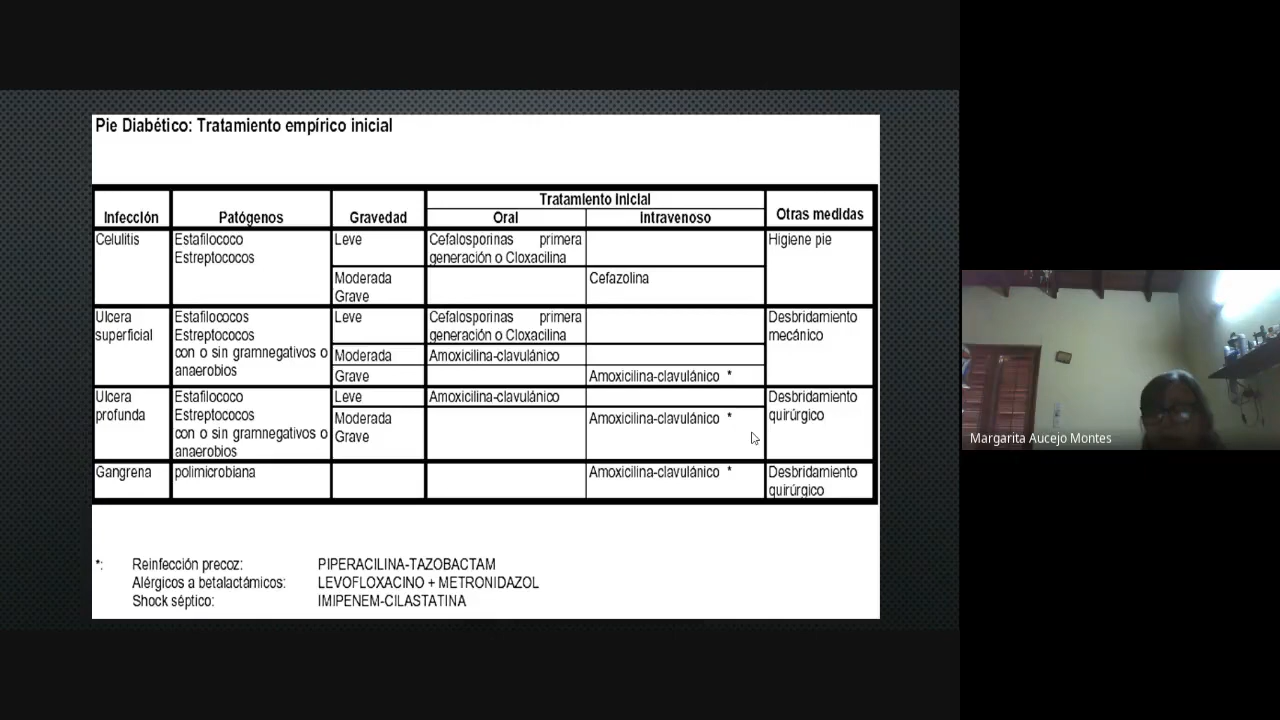 Pie Diabético: Tratamiento empírico inicial
Tratamiento inicial
Infección Patógenos Gravedad Oral Intravenoso Otras medidas
Celulitis Estafilococo Leve Cefalosporinas primera Higiene pie
Estreptococos generación o Cloxacilina
Moderada Cefazolina
Grave
Ulcera Estafilococos Leve Cefalosporinas primera Desbridamiento
superficial Estreptococos generación o Cloxacilina mecánico
con o sin gramnegativos o Moderada Amoxicilina-clavulánico
anaerobios Grave Amoxicilina-clavulánico *
Ulcera Estafilococo Leve Amoxicilina-clavulánico Desbridamiento
profunda Estreptococos Moderada Amoxicilina-clavulánico * quirúrgico
con o sin gramnegativos o Grave
anaerobios
Gangrena polimicrobiana Amoxicilina-clavulánico * Desbridamiento
quirúrgico
*: Reinfección precoz: PIPERACILINA-TAZOBACTAM
Alérgicos a betalactámicos: LEVOFLOXACINO + METRONIDAZOL
Shock séptico: IMIPENEM-CILASTATINA
Margarita Aucejo Montes